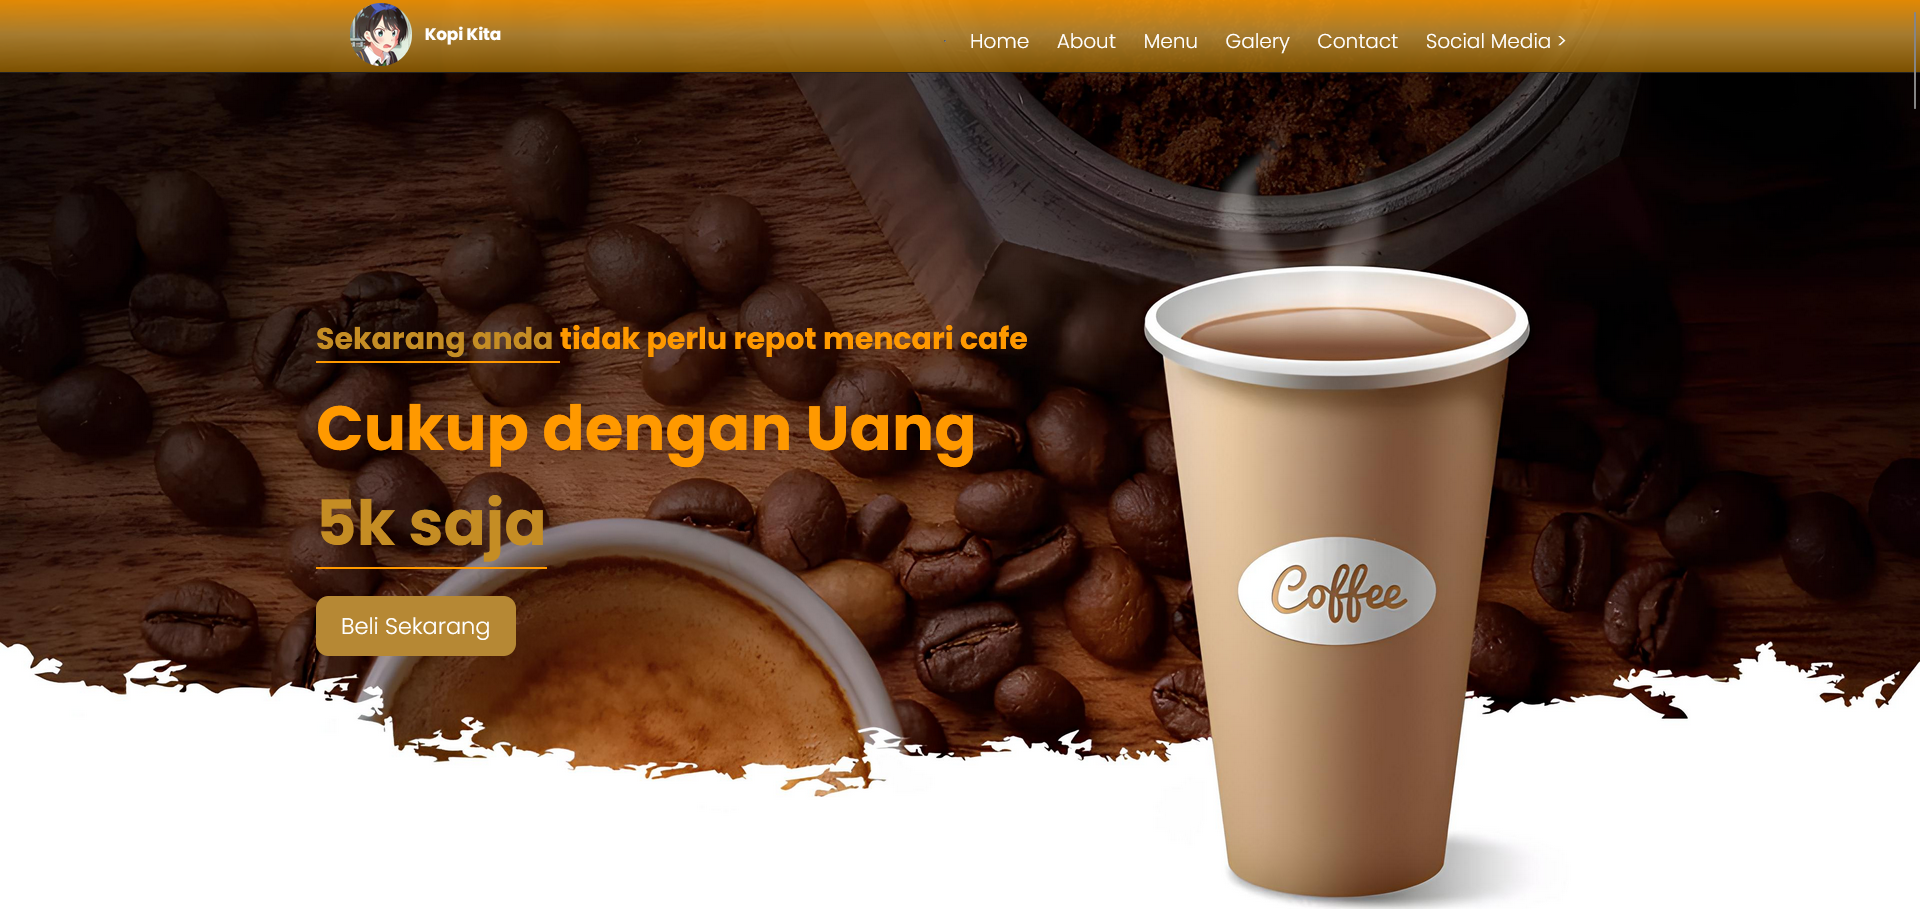 Kopi Kita
Home About Menu Galery Contact Social Media >
Sekarang anda tidak perlu repot mencari cafe
Cukup dengan Uang
5k saja
Beli Sekarang
Coffee